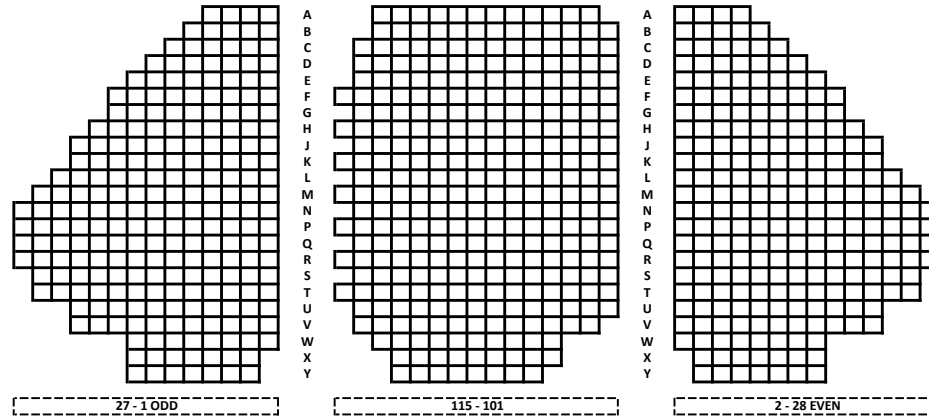 A A
B B
C C
D D
E E
F F
G G
H H
J J
K K
L L
M M
N N
P P
Q Q
R R
S S
T T
U U
V V
W W
X X
Y Y
27 - 1 ODD 115 - 101 2 - 28 EVEN